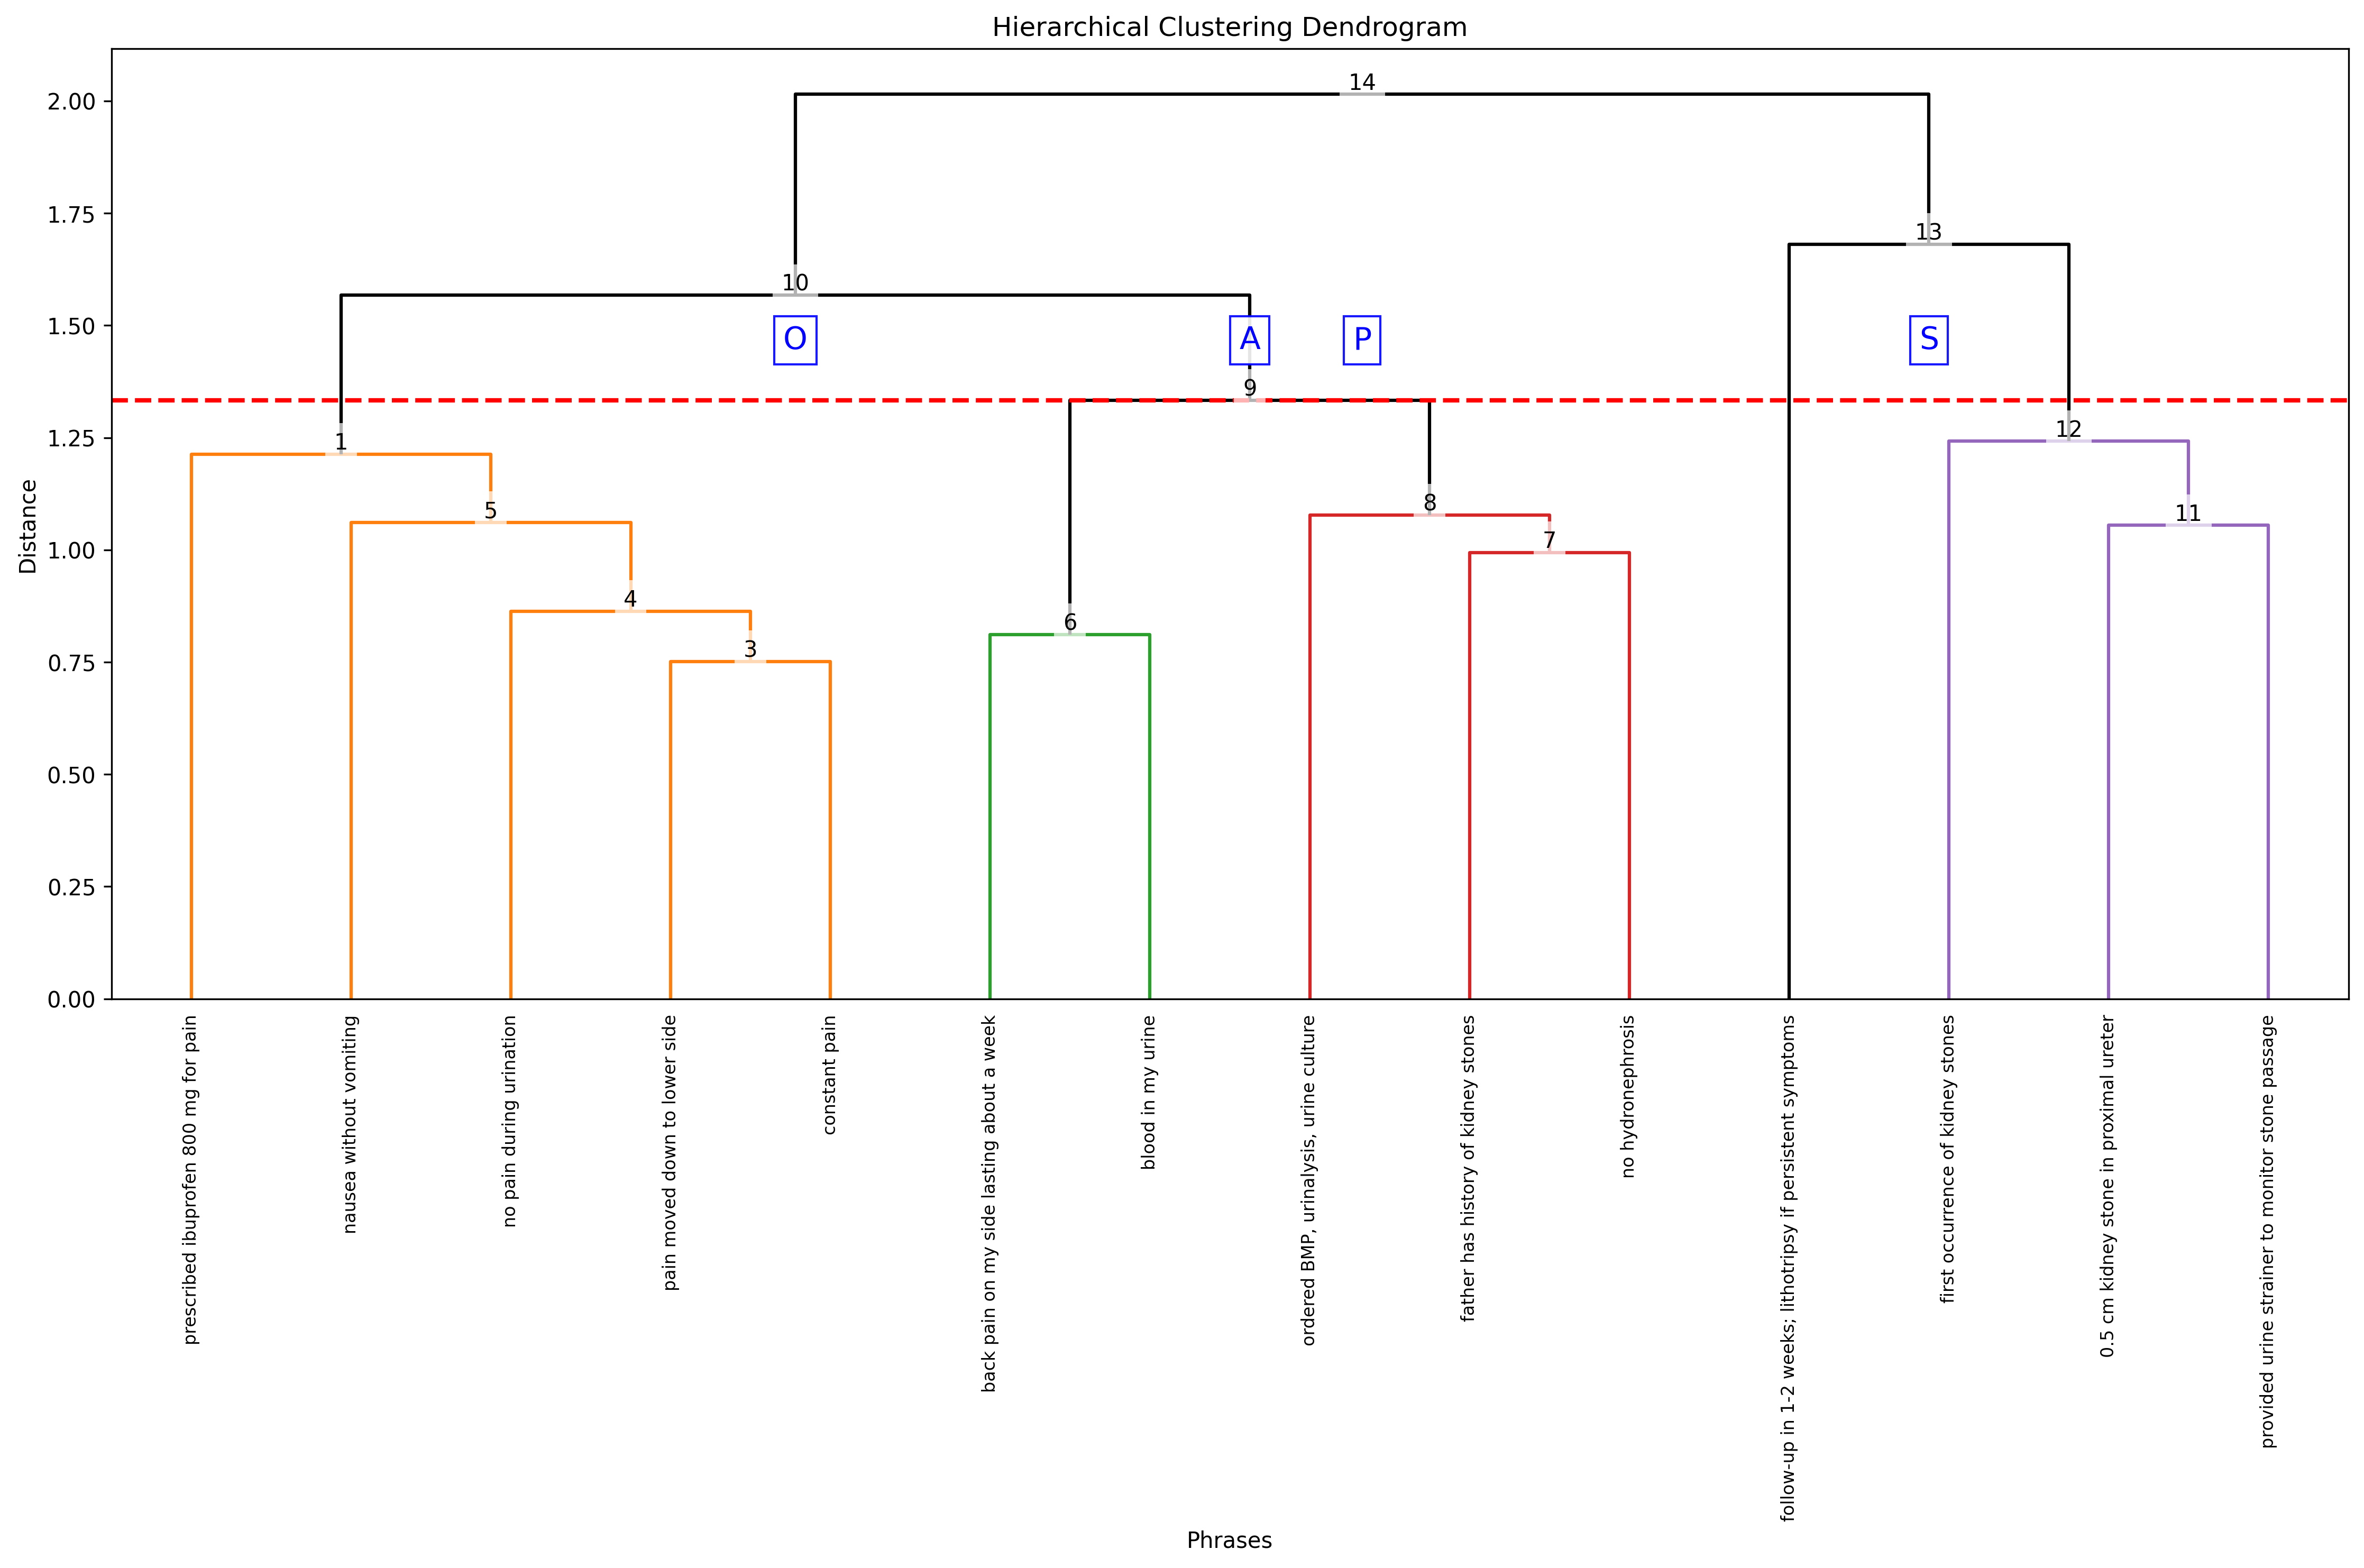 Hierarchical Clustering Dendrogram
14
2.00
1.75
13
10
1.50
O
A
P
S
9
1.25
1
12
5
8
11
1.00
7
4
3
6
0.75
0.50
0.25
0.00
Distance
prescribed ibuprofen 800 mg for pain
nausea without vomiting
no pain during urination
pain moved down to lower side
constant pain
back pain on my side lasting about a week
blood in my urine
ordered BMP, urinalysis, urine culture
father has history of kidney stones
no hydronephrosis
follow-up in 1-2 weeks; lithotripsy if persistent symptoms
first occurrence of kidney stones
0.5 cm kidney stone in proximal ureter
provided urine strainer to monitor stone passage
Phrases